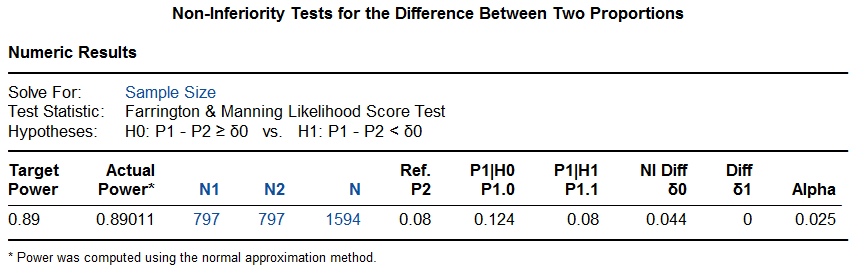 Non-Inferiority Tests for the Difference Between Two Proportions
Numeric Results
Solve For: Sample Size
Test Statistic: Farrington & Manning Likelihood Score Test
Hypotheses: H0: P1 - P2 ≥ δ0 vs. H1: P1 - P2 < δ0
Target Actual Ref. P1|H0 P1|H1 NI Diff Diff
Power Power* N1 N2 N P2 P1.0 P1.1 δ0 δ1 Alpha
0.89 0.89011 797 797 1594 0.08 0.124 0.08 0.044 0 0.025
* Power was computed using the normal approximation method.